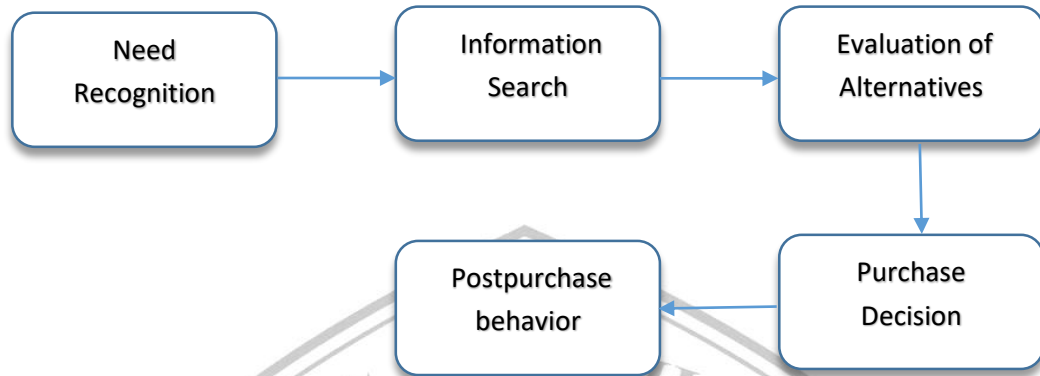 Need
Recognition
Information
Search
Evaluation of
Alternatives
Purchase
Decision
Postpurchase
behavior